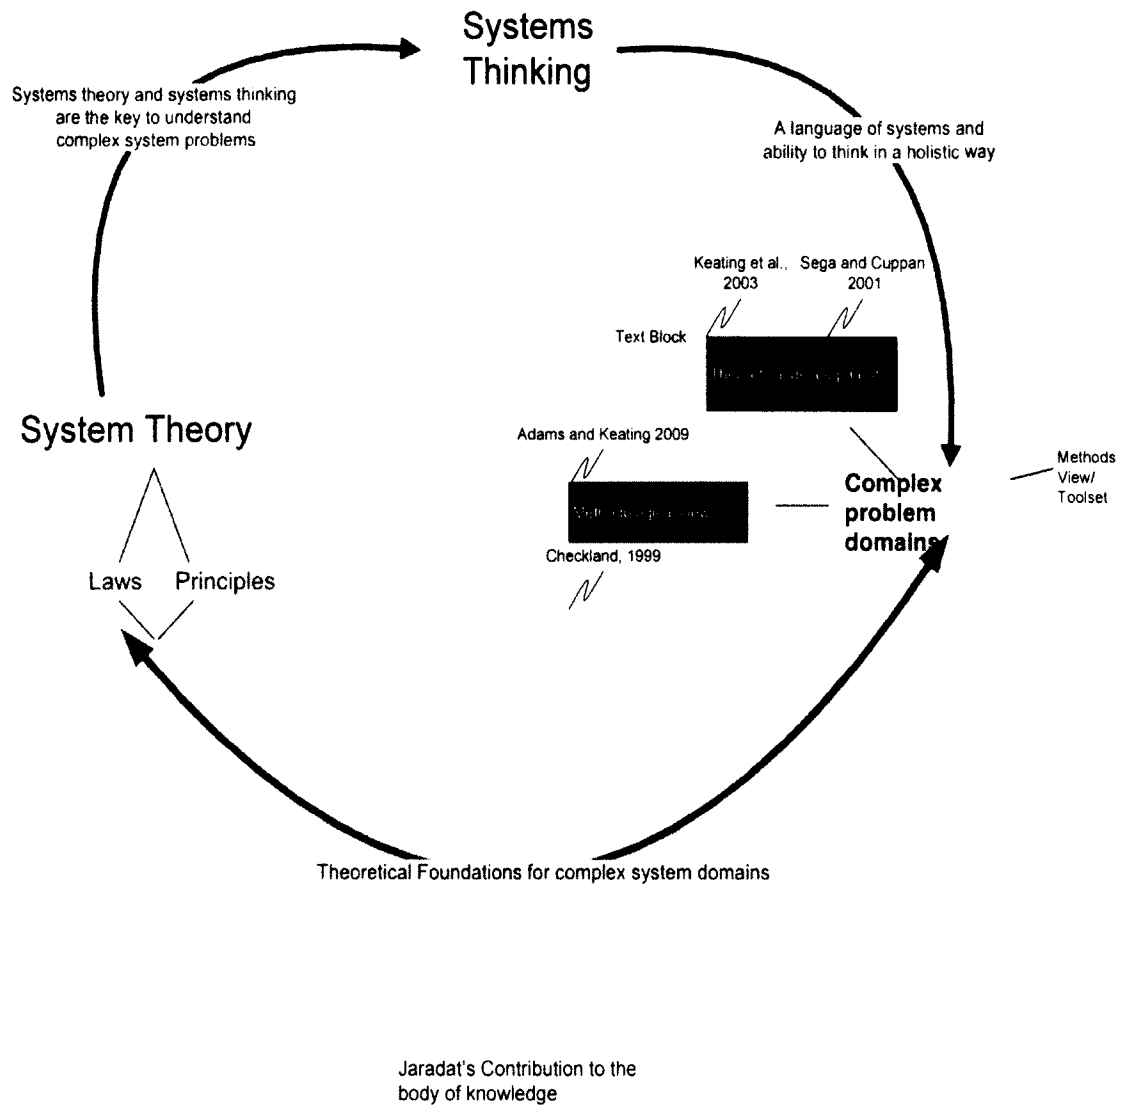 Systems
Thinking
Systems theory and systems thinking
are the key to understand
complex system problems
A language of systems and
ability to think in a holistic way
Keating et al.,
2003
Sega and Cuppan
2001
Text Block
System Theory
Adams and Keating 2009
Methods
View/
Toolset
Complex
problem
domains
Checkland, 1999
Laws
Principles
Theoretical Foundations for complex system domains
Jaradat's Contribution to the
body of knowledge